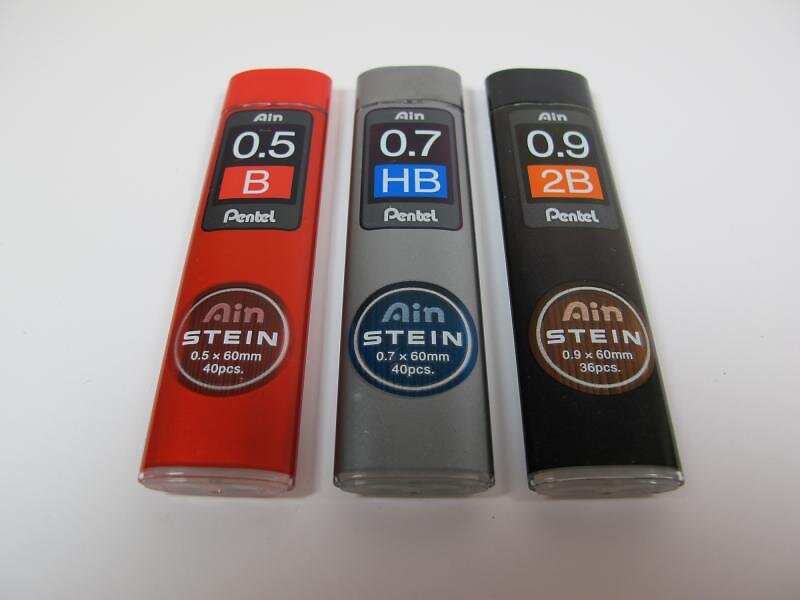 Ain
0.5
B
Pentel
Ain
STEIN
0.5 × 60mm
40pcs.
Ain
0.7
HB
Pentel
Ain
STEIN
0.7 × 60mm
40pcs.
Ain
0.9
2B
Pentel
Ain
STEIN
0.9 × 60mm
36pcs.